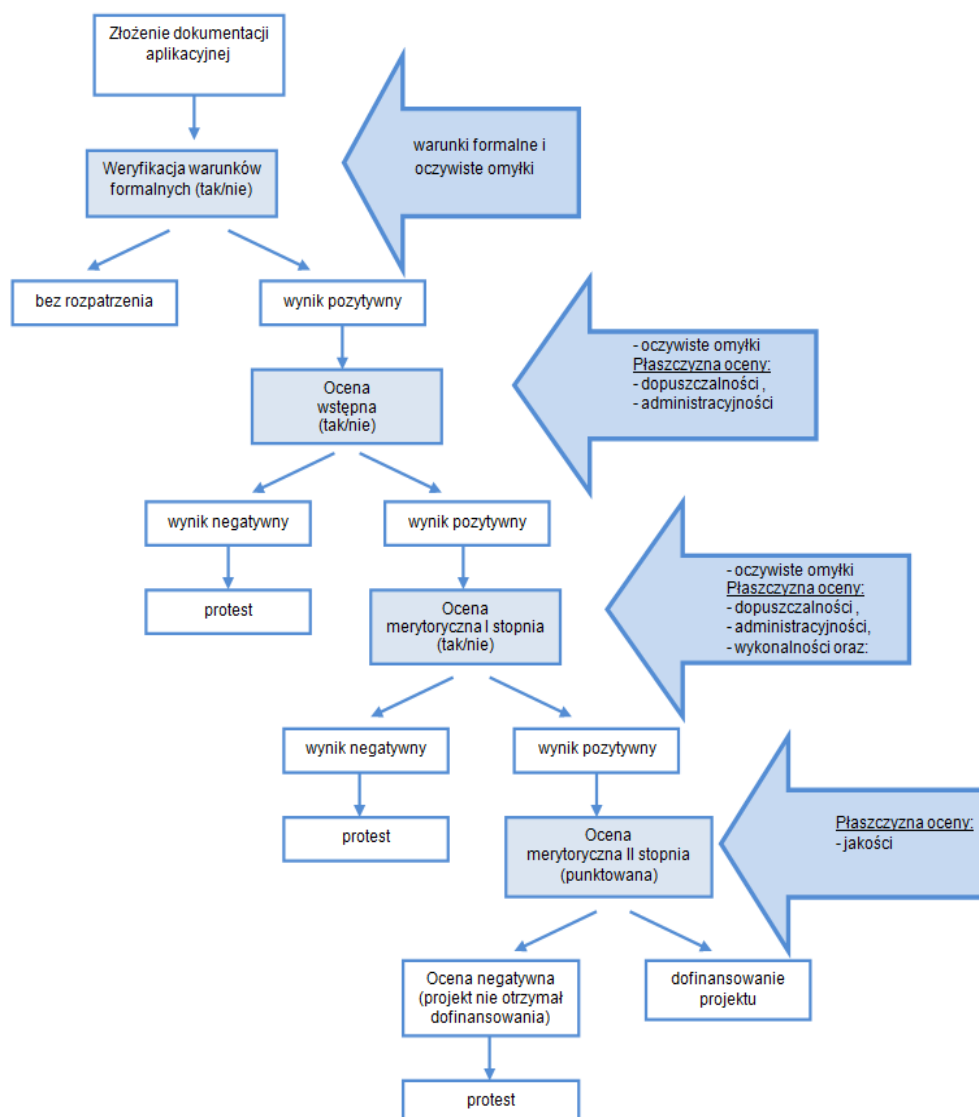 Złożenie dokumentacji
aplikacyjnej
warunki formalne i
oczywiste omyłki
Weryfikacja warunków
formalnych (tak/nie)
bez rozpatrzenia
wynik pozytywny
- oczywiste omyłki
Płaszczyzna oceny:
- dopuszczalności ,
- administracyjności
Ocena
wstępna
(tak/nie)
wynik negatywny
wynik pozytywny
- oczywiste omyłki
Płaszczyzna oceny:
- dopuszczalności ,
- administracyjności,
- wykonalności oraz:
protest
Ocena
merytoryczna I stopnia
(tak/nie)
wynik negatywny
wynik pozytywny
Płaszczyzna oceny:
- jakości
protest
Ocena
merytoryczna II stopnia
(punktowana)
Ocena negatywna
(projekt nie otrzymał
dofinansowania)
dofinansowanie
projektu
protest